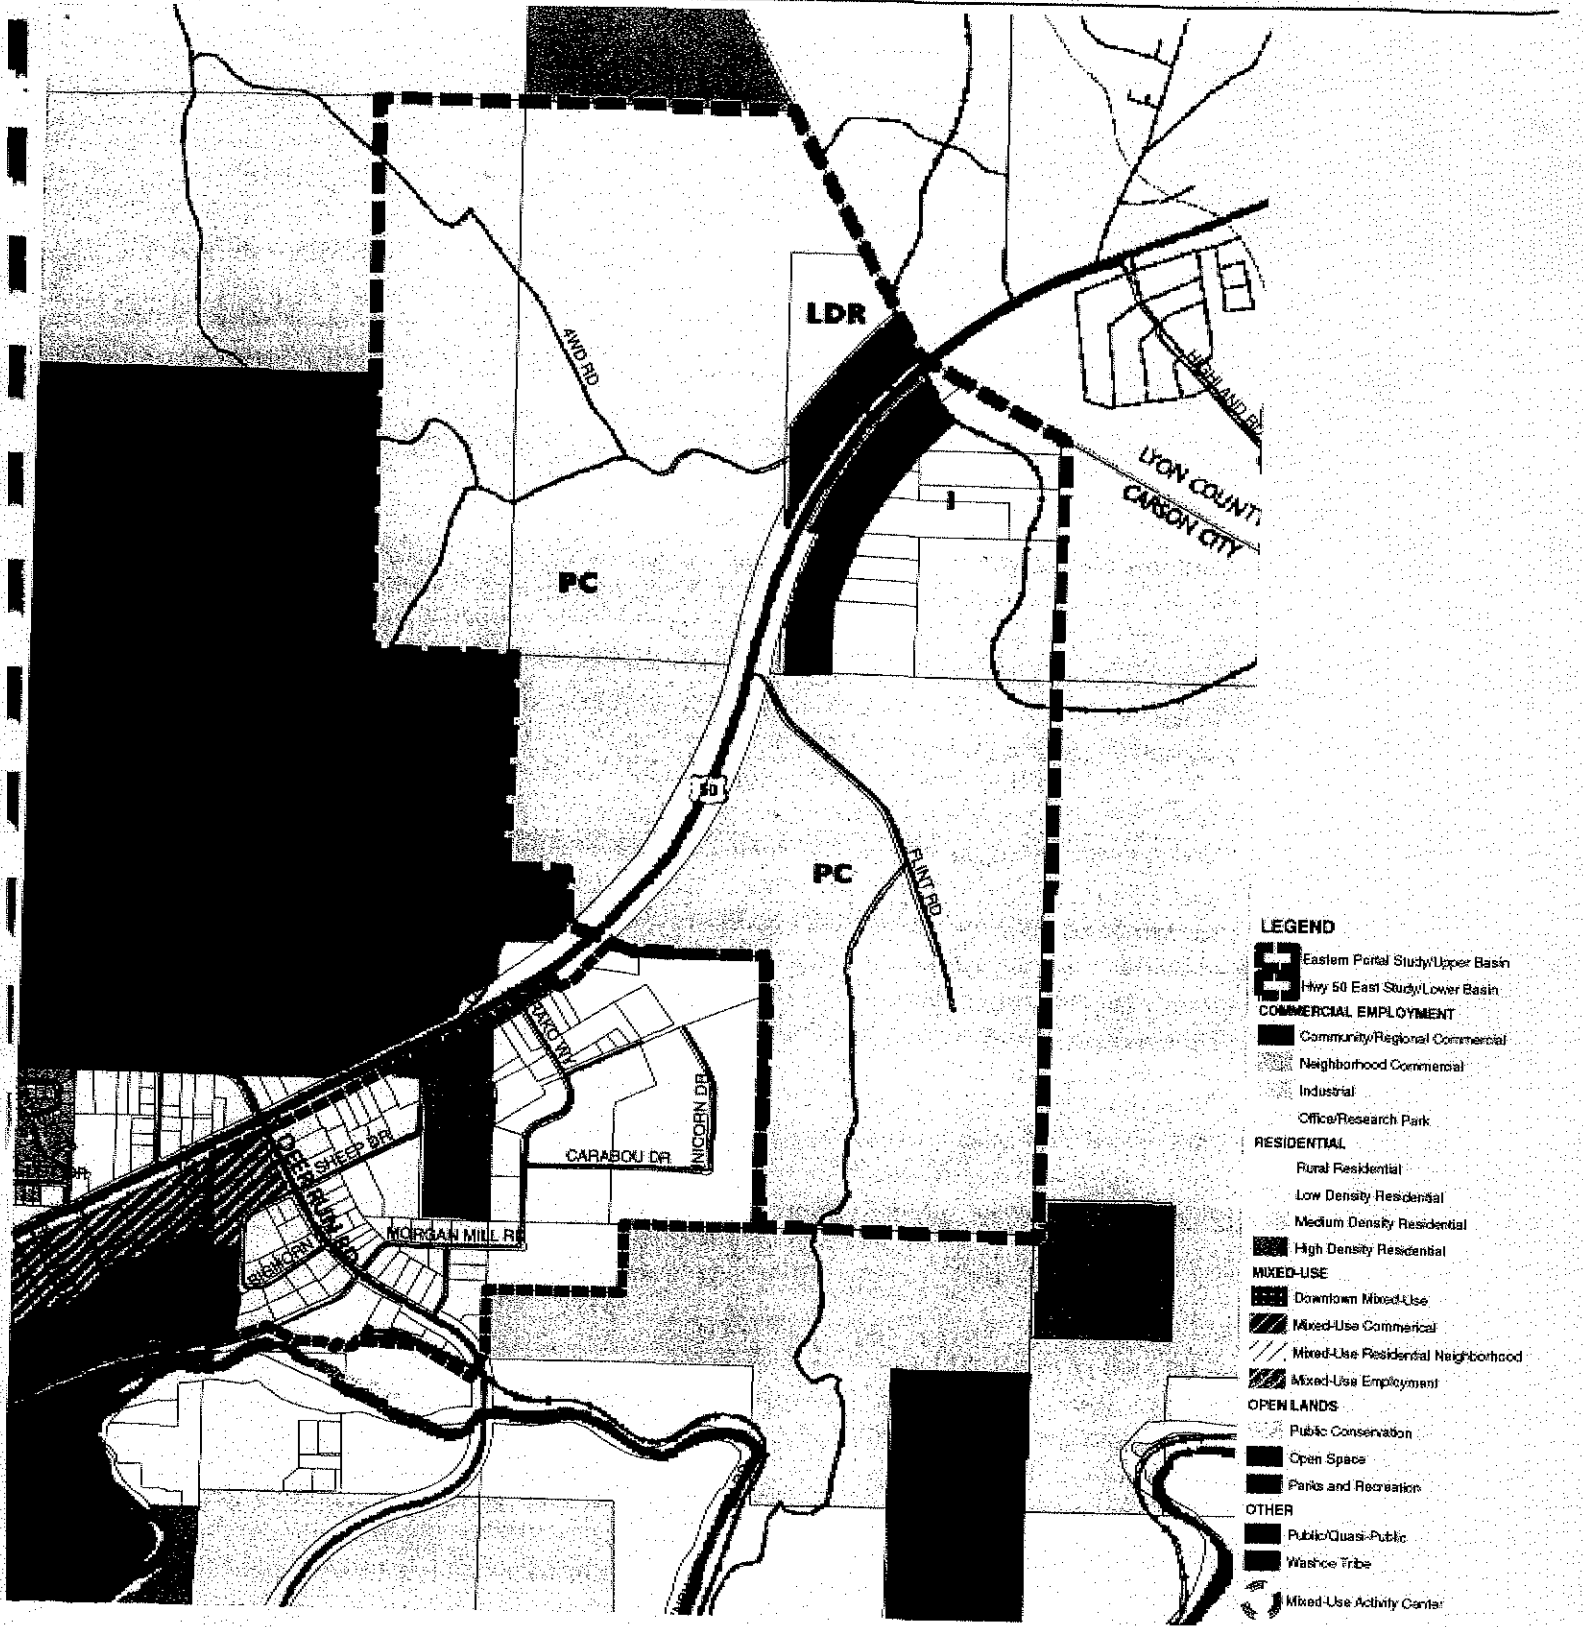 LDR
4WD RD
HIGHLAND R
LYON COUNTY
CARSON CITY
I
PC
50
PC
FLINT RD
UNICORN DR
CARABOU DR
SHEEP DR
DEER RUN RD
MORGAN MILL RD
LEGEND
Eastern Portal Study/Upper Basin
Hwy 50 East Study/Lower Basin
COMMERCIAL EMPLOYMENT
Community/Regional Commercial
Neighborhood Commercial
Industrial
Office/Research Park
RESIDENTIAL
Rural Residential
Low Density Residential
Medium Density Residential
High Density Residential
MIXED-USE
Downtown Mixed-Use
Mixed-Use Commerical
Mixed-Use Residential Neighborhood
Mixed-Use Employment
OPEN LANDS
Public Conservation
Open Space
Parks and Recreation
OTHER
Public/Quasi-Public
Washoe Tribe
Mixed-Use Activity Center